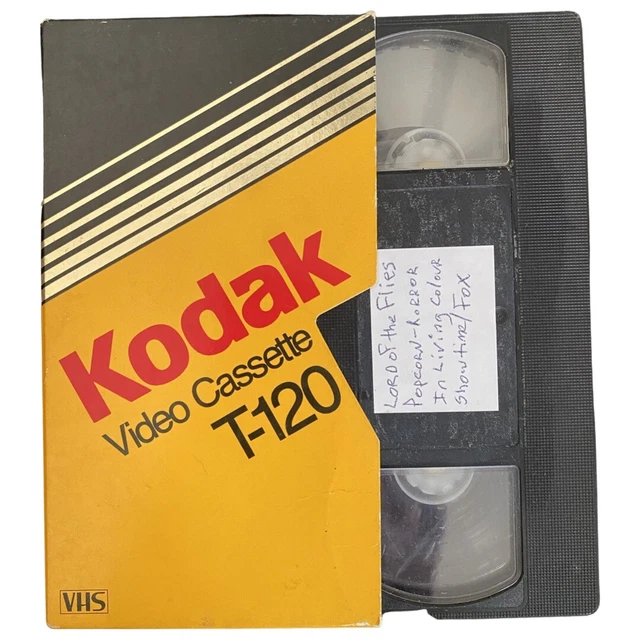 Kodak
Video Cassette
T-120
VHS
LORD of the Flies
Popcorn-HORROR
In Living Colour
Showtime/Fox